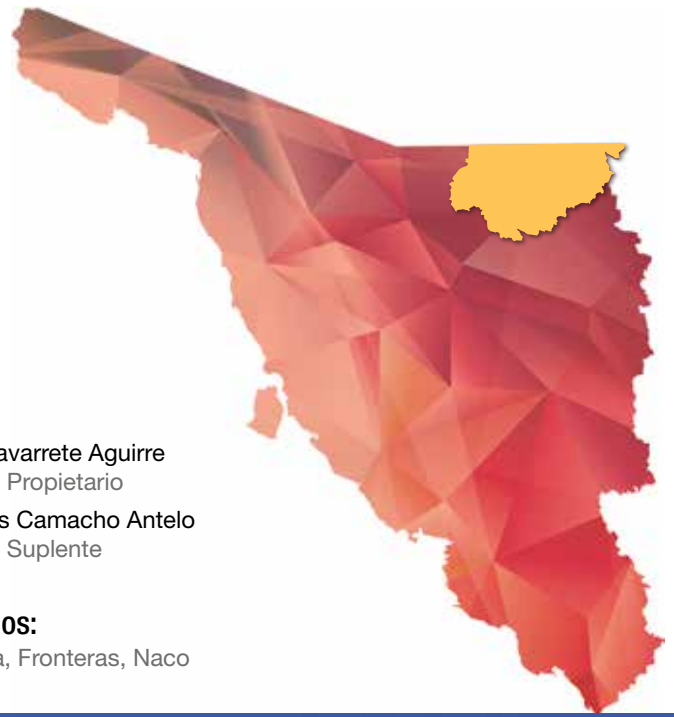 avarrete Aguirre
Propietario
s Camacho Antelo
Suplente
os:
a, Fronteras, Naco